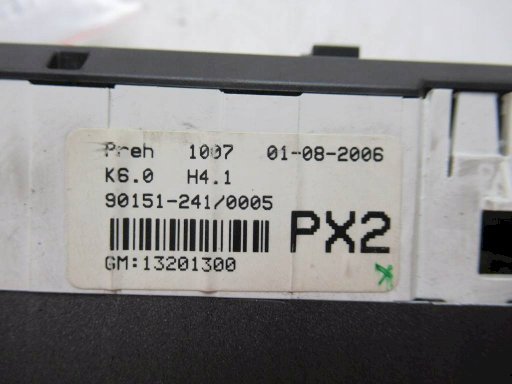 Preh 1007 01-08-2006
K6.0 H4.1
90151-241/0005
PX2
GM:13201300